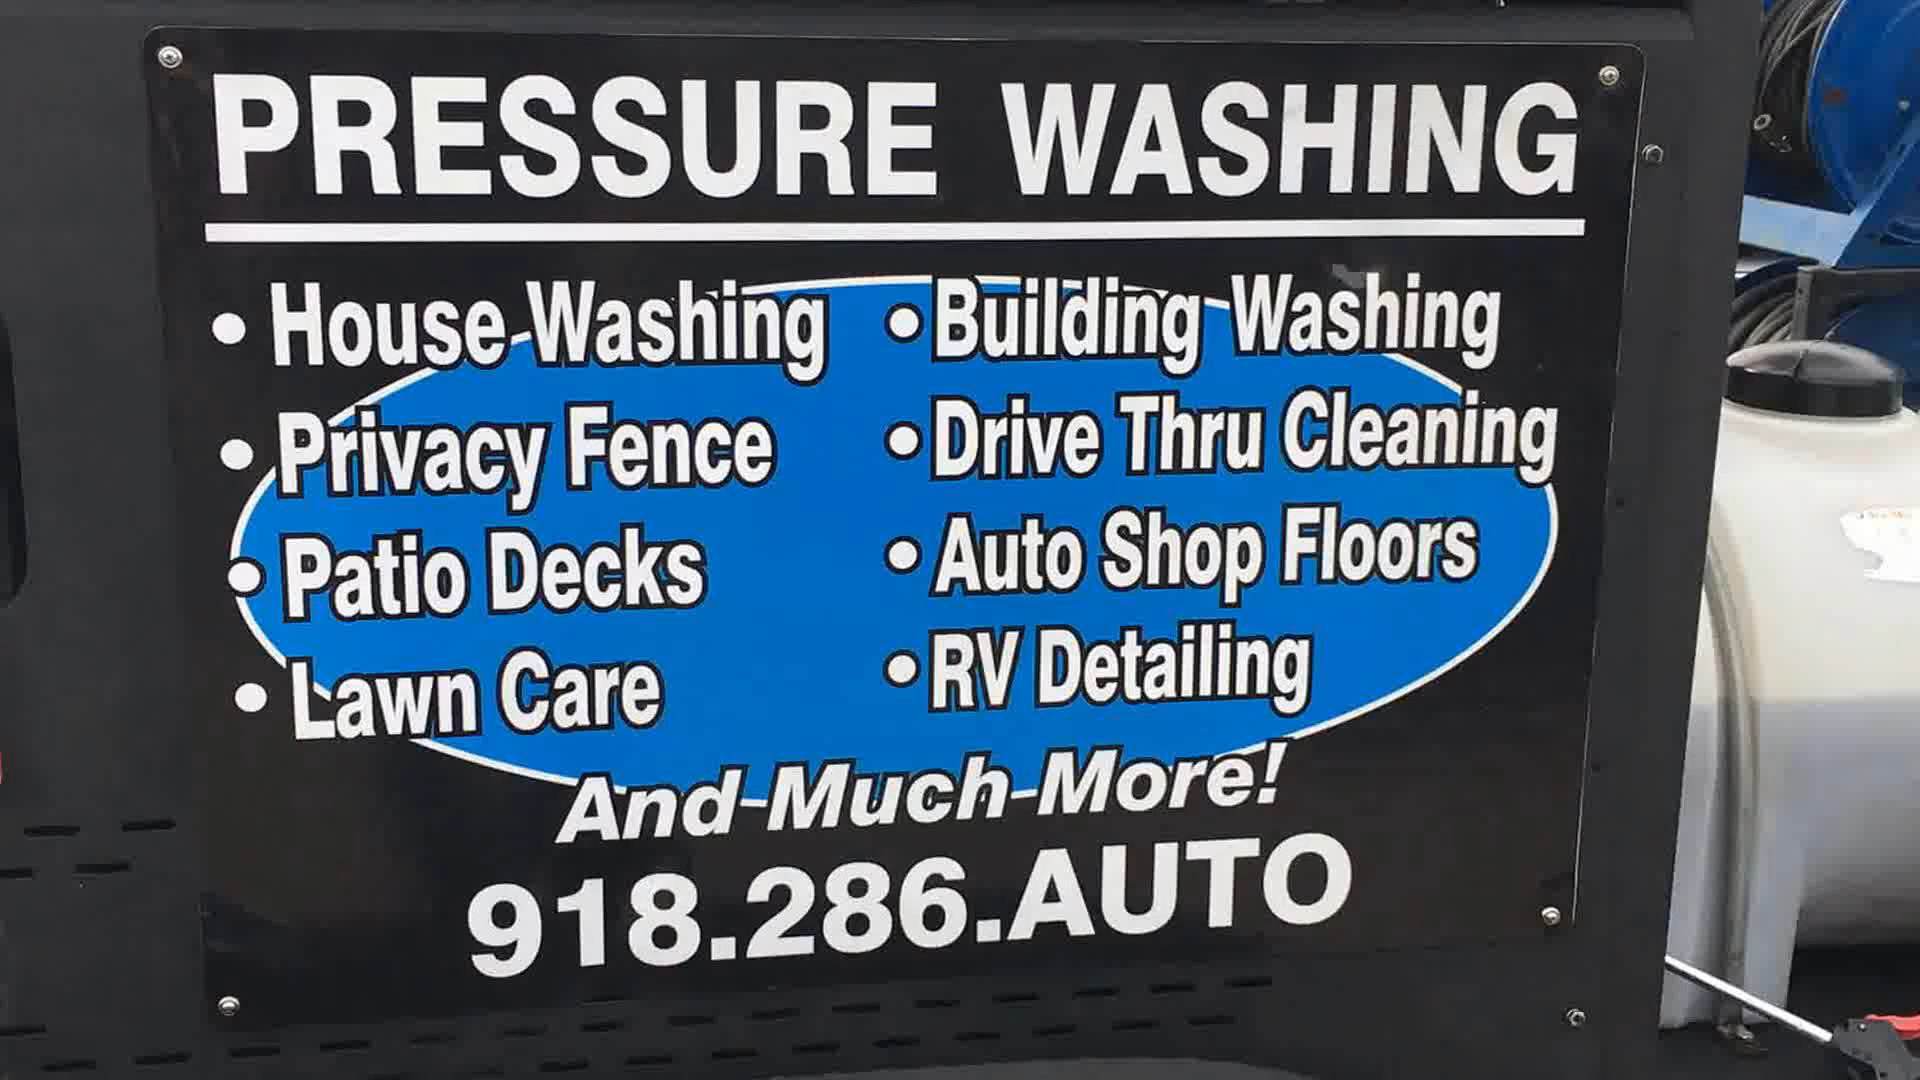 PRESSURE WASHING
• House Washing
• Privacy Fence
• Patio Decks
• Lawn Care
• Building Washing
• Drive Thru Cleaning
• Auto Shop Floors
• RV Detailing
And Much More!
918.286.AUTO